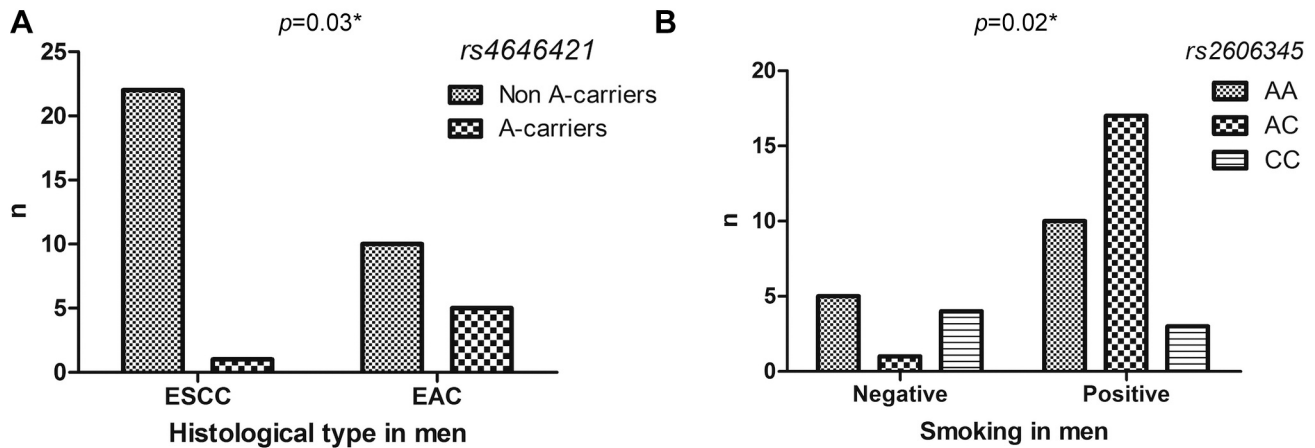 A
p=0.03*
rs4646421
Non A-carriers
A-carriers
25
20
15
10
5
0
n
ESCC
EAC
Histological type in men
B
p=0.02*
rs2606345
AA
AC
CC
20
15
10
5
0
n
Negative
Positive
Smoking in men